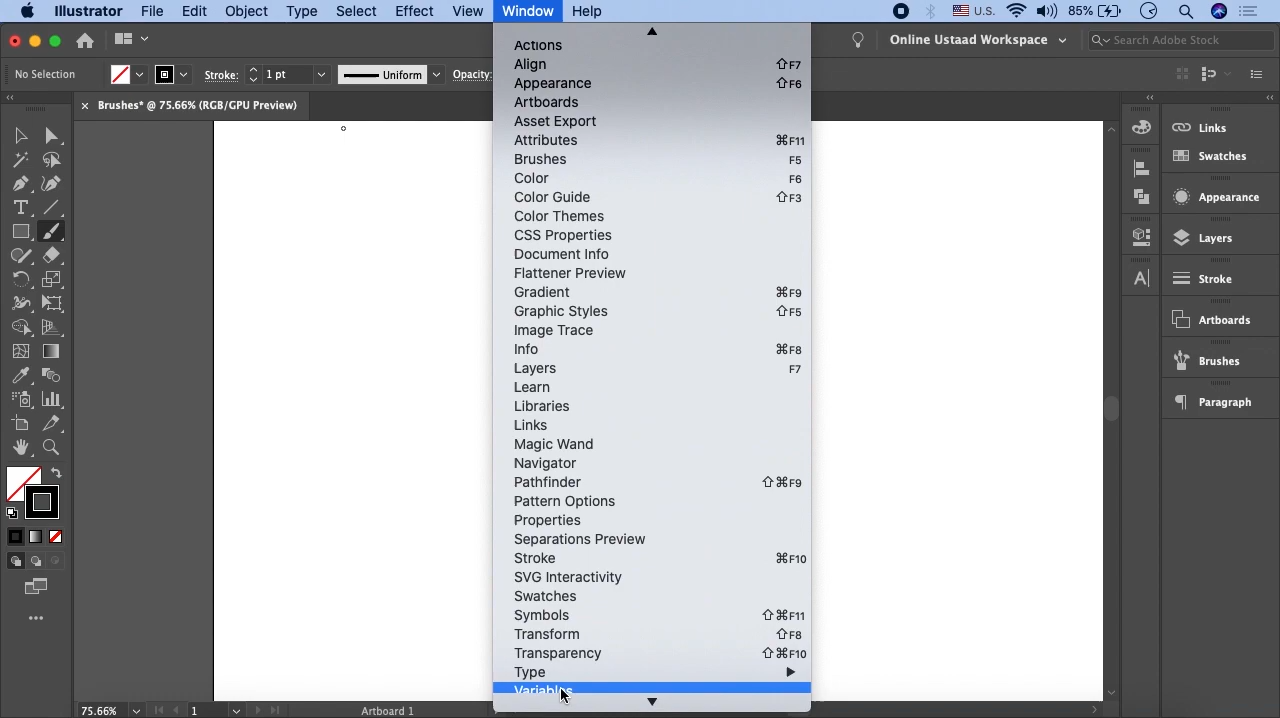 Illustrator File Edit Object Type Select Effect View Window Help U.S. 85%
Online Ustaad Workspace Search Adobe Stock
No Selection Stroke: 1 pt Uniform Opacity:
× Brushes* @ 75.66% (RGB/GPU Preview)
Actions
Align ⇧F7
Appearance ⇧F6
Artboards
Asset Export
Attributes ⌘F11
Brushes F5
Color F6
Color Guide ⇧F3
Color Themes
CSS Properties
Document Info
Flattener Preview
Gradient ⌘F9
Graphic Styles ⇧F5
Image Trace
Info ⌘F8
Layers F7
Learn
Libraries
Links
Magic Wand
Navigator
Pathfinder ⇧⌘F9
Pattern Options
Properties
Separations Preview
Stroke ⌘F10
SVG Interactivity
Swatches
Symbols ⇧⌘F11
Transform ⇧F8
Transparency ⇧⌘F10
Type
Variables
Links
Swatches
Appearance
Layers
Stroke
Artboards
Brushes
Paragraph
75.66% 1 Artboard 1